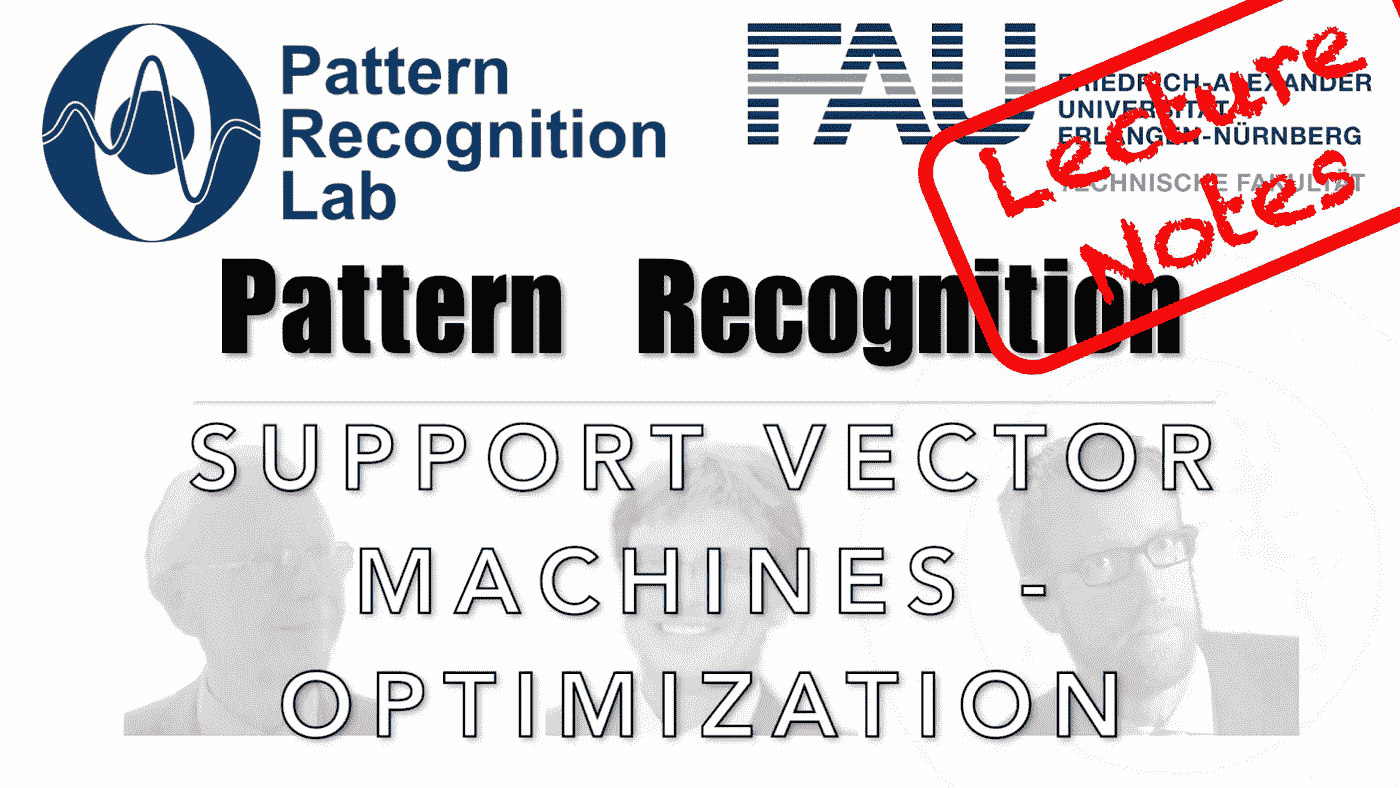 Pattern
Recognition
Lab
FAU
FRIEDRICH-ALEXANDER
UNIVERSITÄT
ERLANGEN-NÜRNBERG
TECHNISCHE FAKULTÄT
Lecture
Notes
Pattern Recognition
SUPPORT VECTOR
MACHINES -
OPTIMIZATION